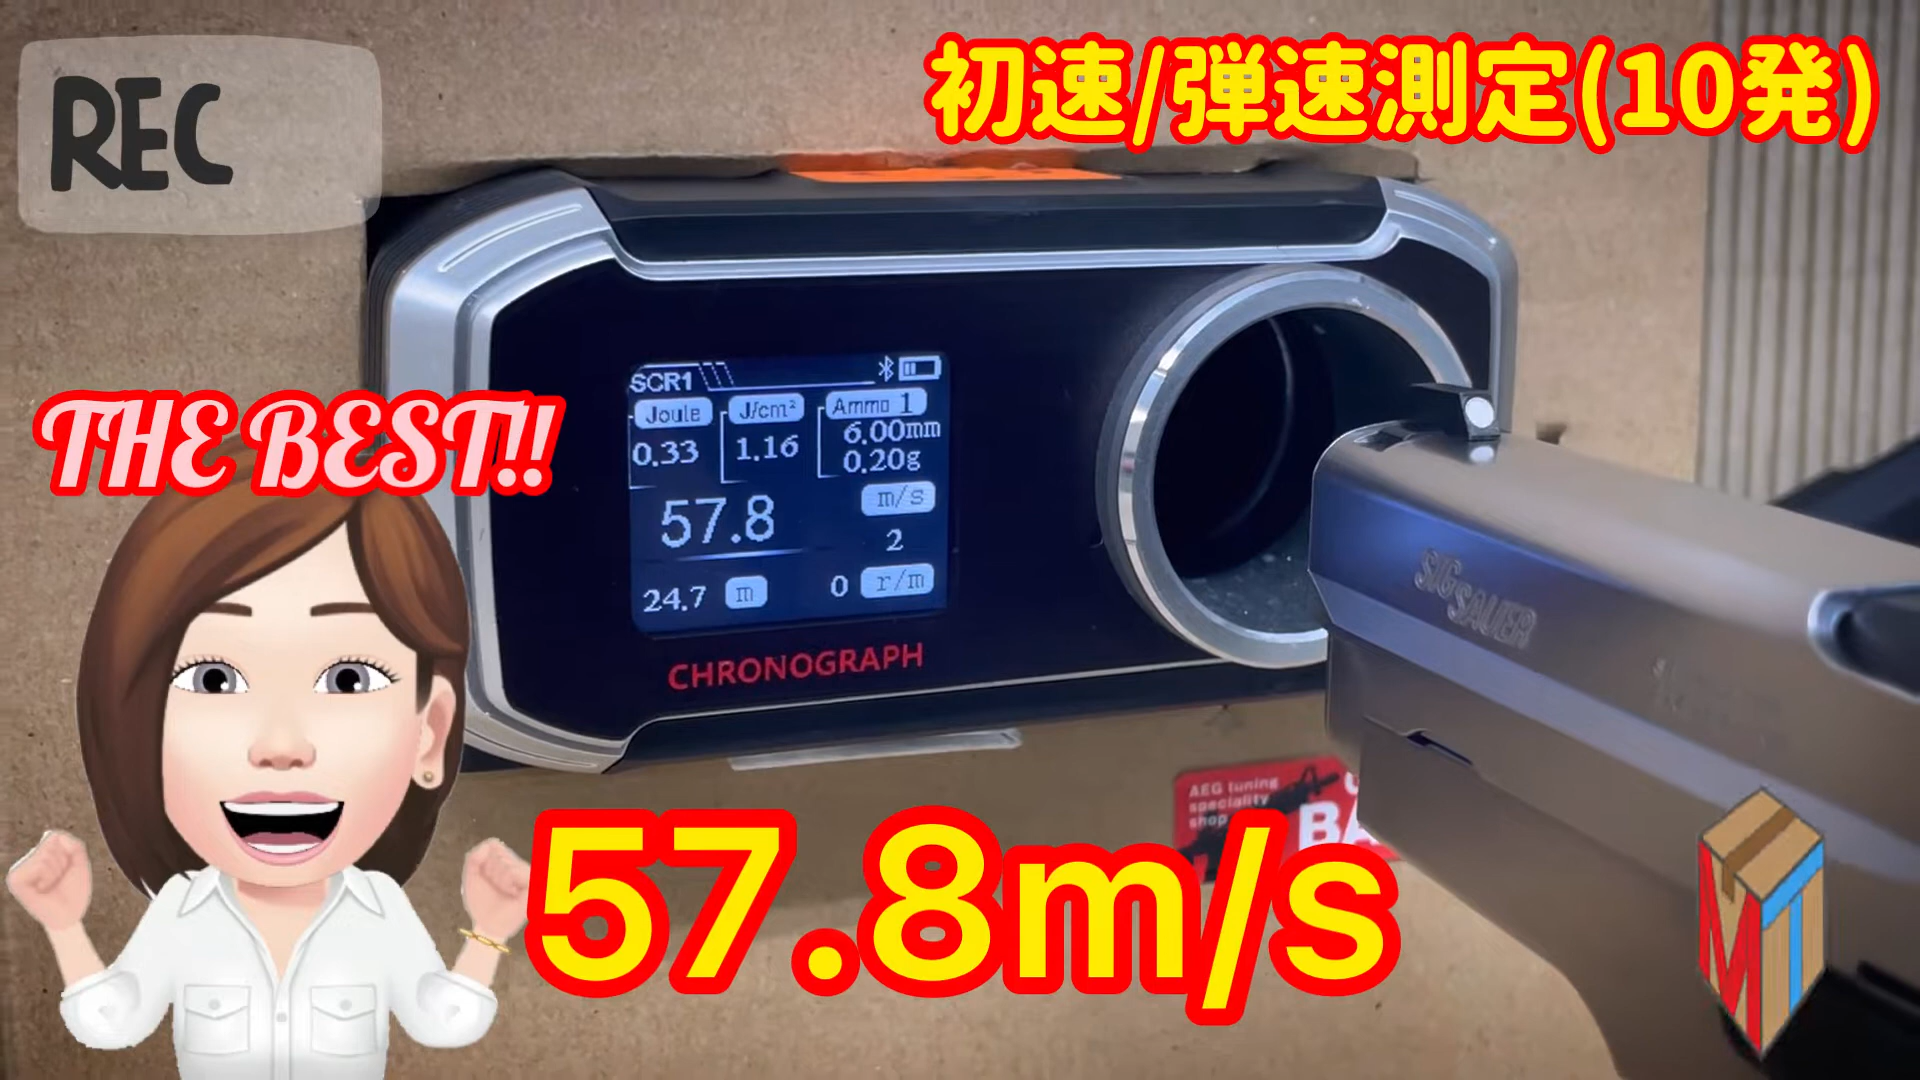 REC
初速/弾速測定(10発)
SCR1
Joule
J/cm²
Ammo 1
0.33
1.16
6.00mm
0.20g
57.8
m/s
2
24.7
m
0
r/m
CHRONOGRAPH
THE BEST!!
SIG SAUER
AEG tuning
speciality
shop
57.8m/s